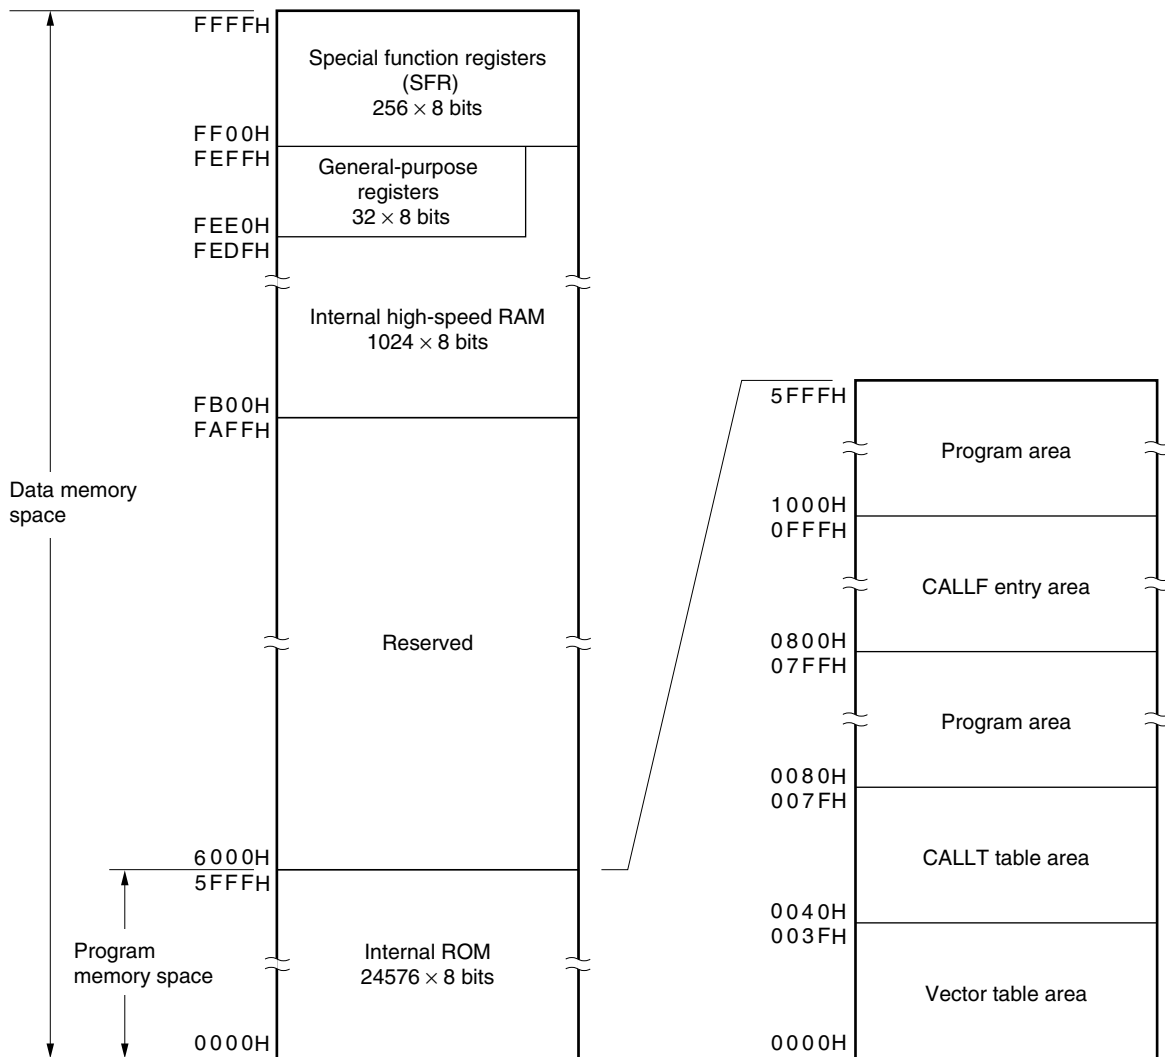 FFFFH
Special function registers
(SFR)
256 × 8 bits
FF00H
FEFFH
General-purpose
registers
32 × 8 bits
FEE0H
FEDFH
Internal high-speed RAM
1024 × 8 bits
FB00H
FAFFH
Data memory
space
Reserved
6000H
5FFFH
Program
memory space
Internal ROM
24576 × 8 bits
0000H
5FFFH
Program area
1000H
0FFFH
CALLF entry area
0800H
07FFH
Program area
0080H
007FH
CALLT table area
0040H
003FH
Vector table area
0000H